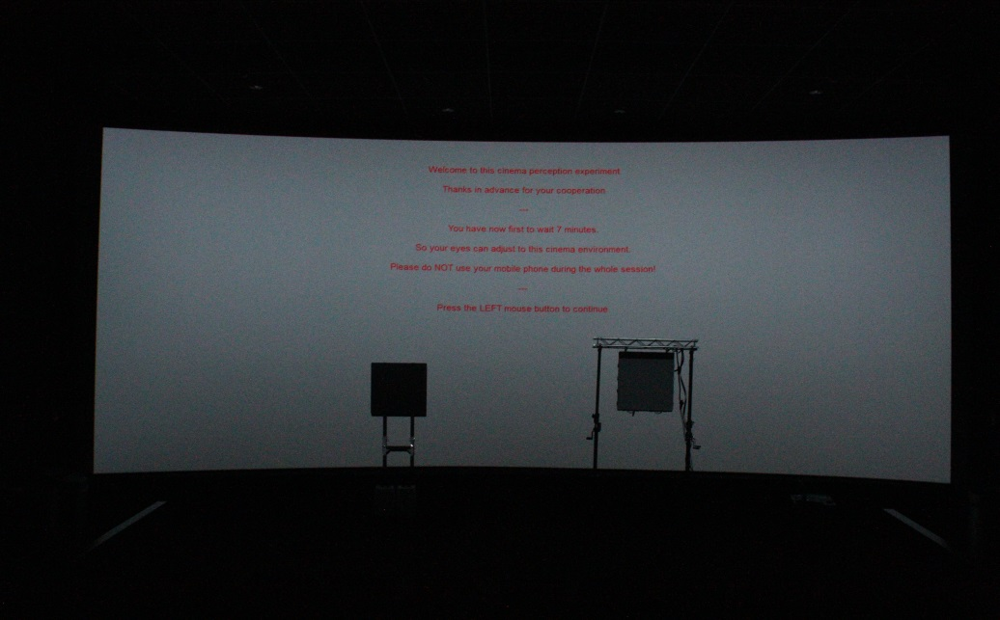 Welcome to this cinema perception experiment.
Thanks in advance for your cooperation.
---
You have now first to wait 7 minutes.
So your eyes can adjust to this cinema environment.
Please do NOT use your mobile phone during the whole session!
---
Press the LEFT mouse button to continue